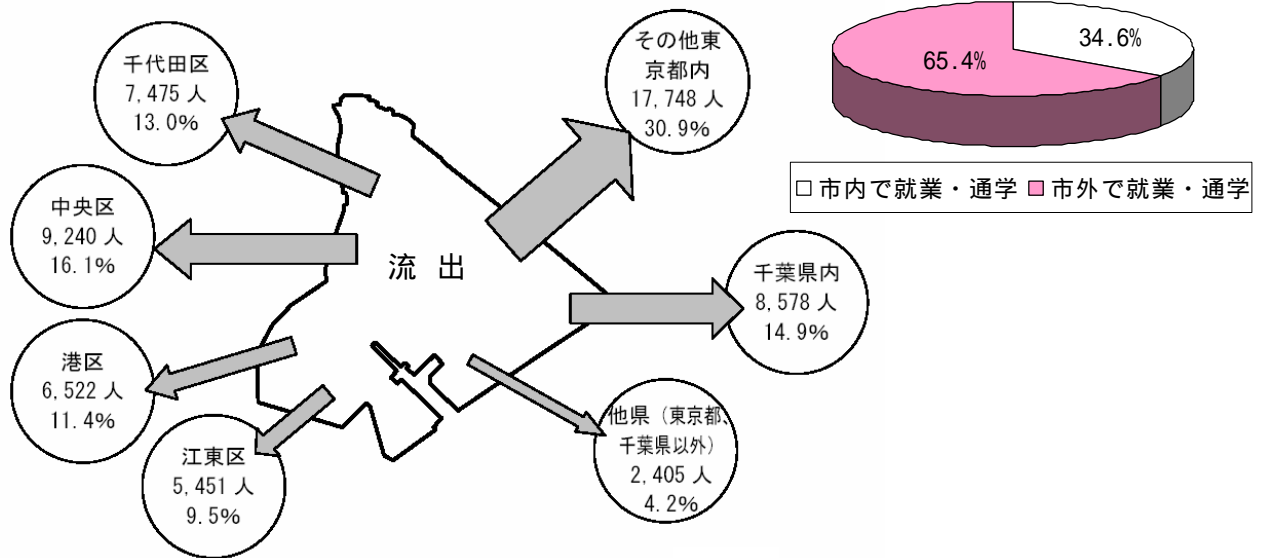 千代田区
7,475 人
13.0%
その他東
京都内
17,748 人
30.9%
34.6%
65.4%
市内で就業・通学 市外で就業・通学
中央区
9,240 人
16.1%
流 出
千葉県内
8,578 人
14.9%
港区
6,522 人
11.4%
他県（東京都、
千葉県以外）
2,405 人
4.2%
江東区
5,451 人
9.5%